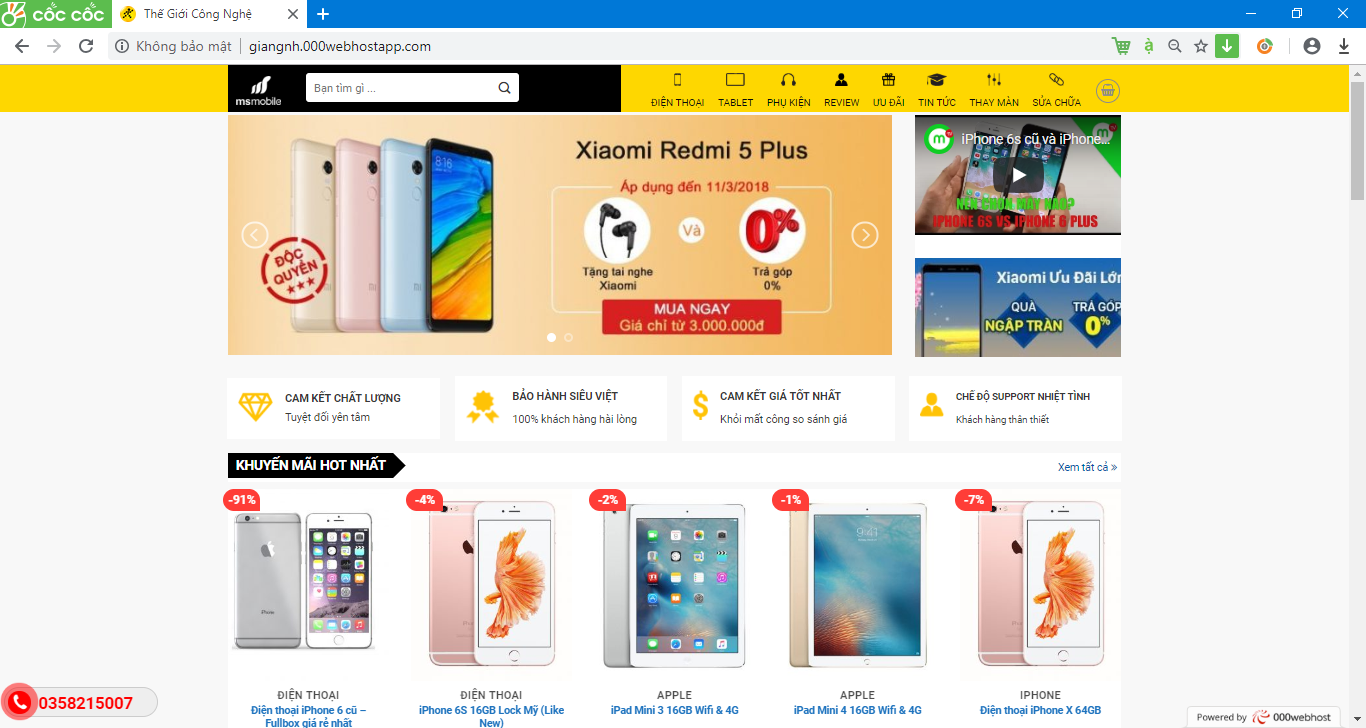 cốc cốc
Thế Giới Công Nghệ
Không bảo mật
giangnh.000webhostapp.com
msmobile
Bạn tìm gì ...
ĐIỆN THOẠI
TABLET
PHỤ KIỆN
REVIEW
ƯU ĐÃI
TIN TỨC
THAY MÀN
SỬA CHỮA
Xiaomi Redmi 5 Plus
Áp dụng đến 11/3/2018
8:16
Và
0%
ĐỘC QUYỀN
Tặng tai nghe
Xiaomi
Trả góp
0%
MUA NGAY
Giá chỉ từ 3.000.000đ
iPhone 6s cũ và iPhone...
NÊN CHỌN MÁY NÀO?
IPHONE 6S VS IPHONE 6 PLUS
Xiaomi Ưu Đãi Lớn
QUÀ
NGẬP TRÀN
TRẢ GÓP
0%
CAM KẾT CHẤT LƯỢNG
Tuyệt đối yên tâm
BẢO HÀNH SIÊU VIỆT
100% khách hàng hài lòng
CAM KẾT GIÁ TỐT NHẤT
Khỏi mất công so sánh giá
CHẾ ĐỘ SUPPORT NHIỆT TÌNH
Khách hàng thân thiết
KHUYẾN MÃI HOT NHẤT
Xem tất cả »
-91%
-4%
-2%
-1%
-7%
iPhone
9:41
ĐIỆN THOẠI
Điện thoại iPhone 6 cũ –
Fullbox giá rẻ nhất
ĐIỆN THOẠI
iPhone 6S 16GB Lock Mỹ (Like
New)
APPLE
iPad Mini 3 16GB Wifi & 4G
APPLE
iPad Mini 4 16GB Wifi & 4G
IPHONE
Điện thoại iPhone X 64GB
0358215007
Powered by 000webhost